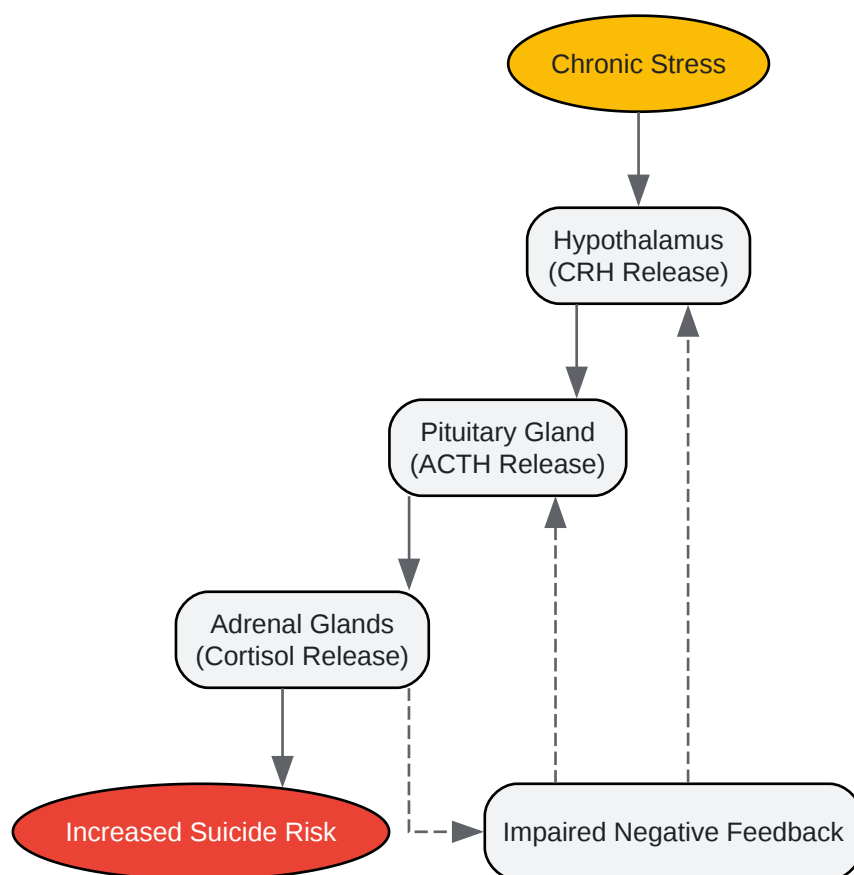 Chronic Stress
Hypothalamus
(CRH Release)
Pituitary Gland
(ACTH Release)
Adrenal Glands
(Cortisol Release)
Increased Suicide Risk
Impaired Negative Feedback